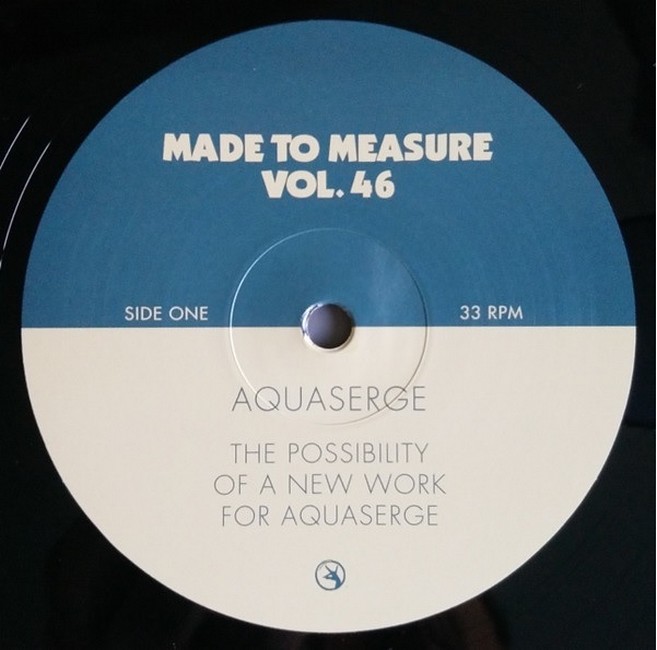 MADE TO MEASURE
VOL. 46
SIDE ONE
33 RPM
AQUASERGE
THE POSSIBILITY
OF A NEW WORK
FOR AQUASERGE